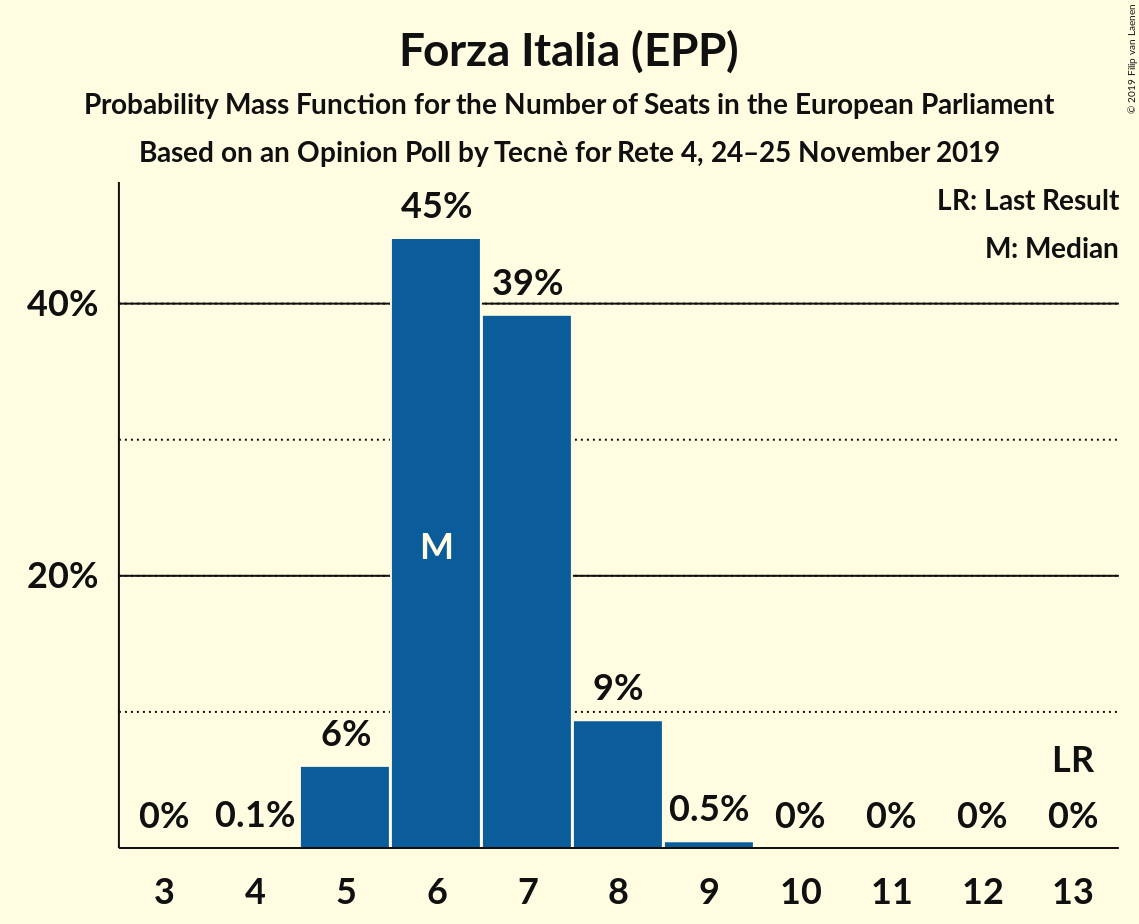 Forza Italia (EPP)
Probability Mass Function for the Number of Seats in the European Parliament
Based on an Opinion Poll by Tecnè for Rete 4, 24–25 November 2019
© 2019 Filip van Laenen
LR: Last Result
M: Median
45%
39%
40%
M
20%
9%
6%
LR
0% 0.1% 0.5% 0% 0% 0% 0%
3 4 5 6 7 8 9 10 11 12 13